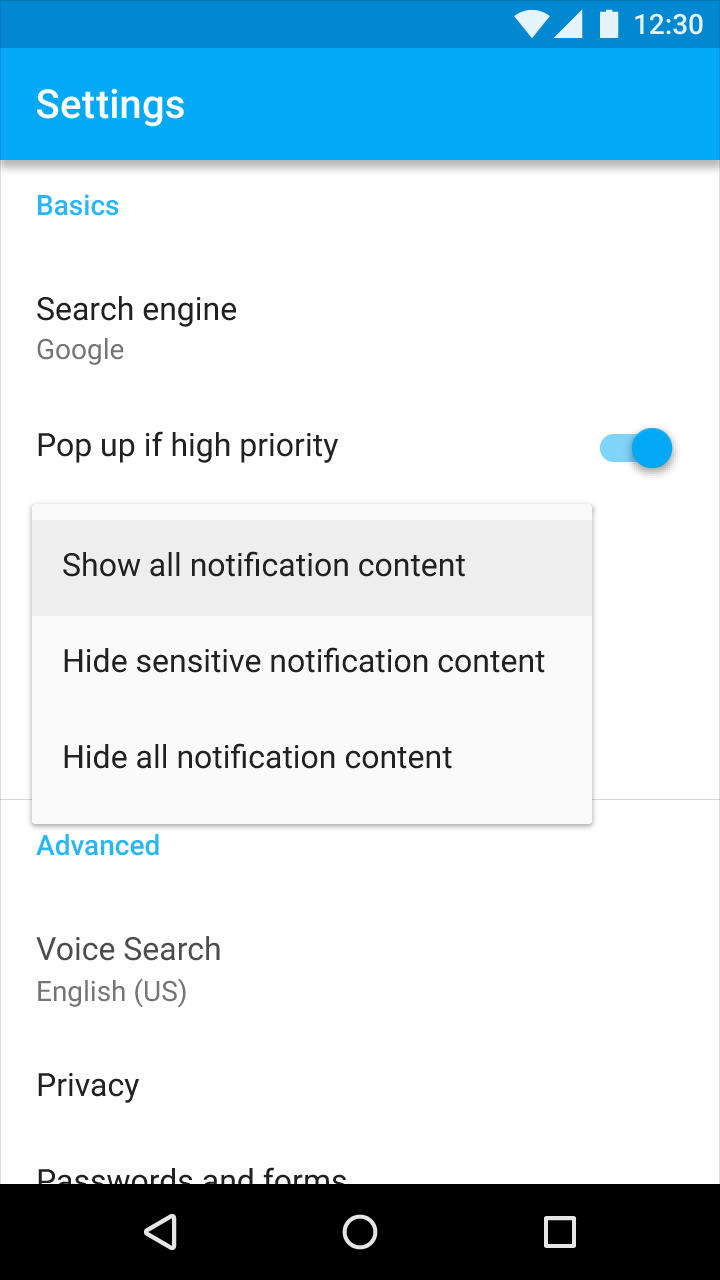 12:30
Settings
Basics
Search engine
Google
Pop up if high priority
Show all notification content
Hide sensitive notification content
Hide all notification content
Advanced
Voice Search
English (US)
Privacy
Passwords and forms